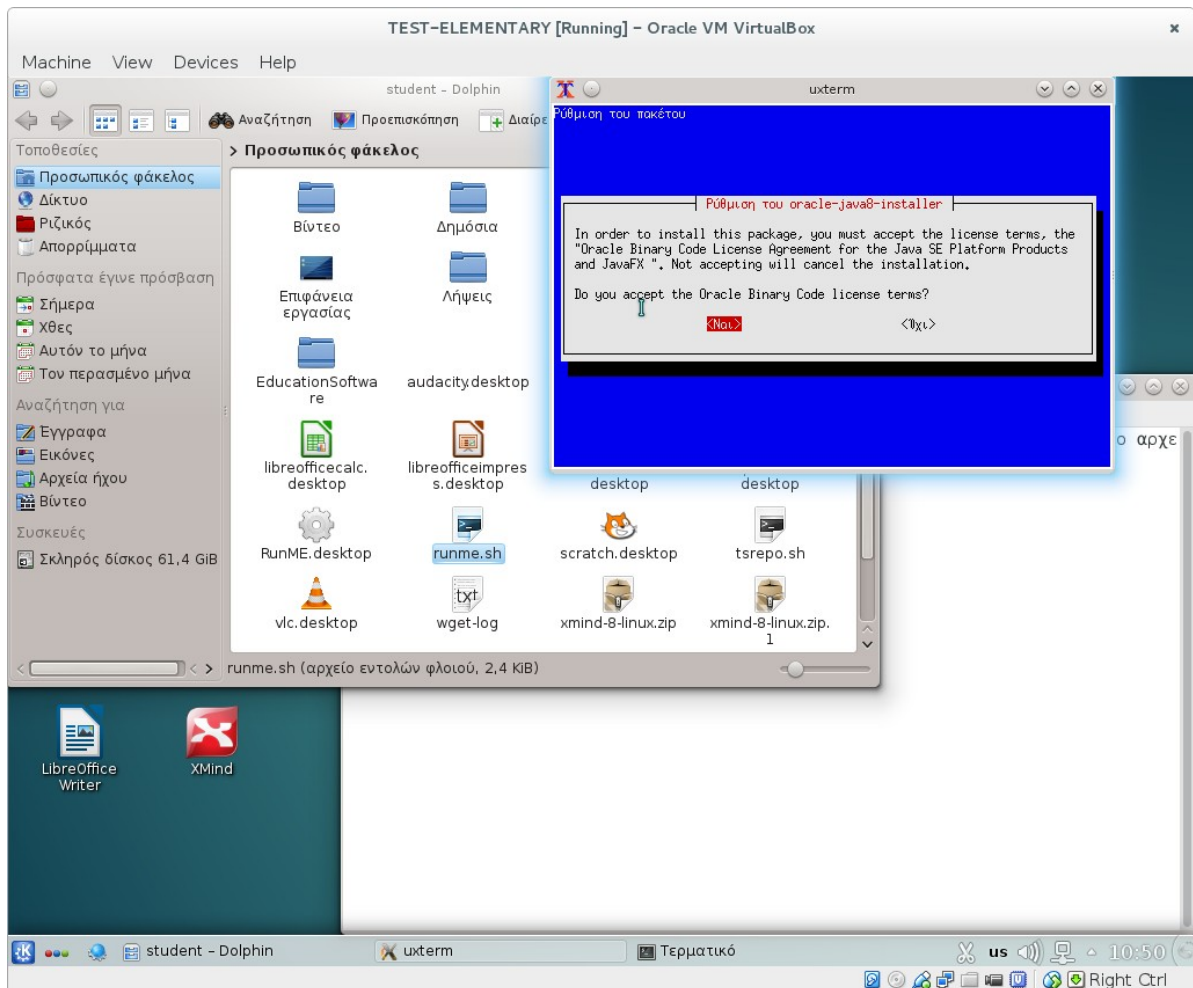 TEST-ELEMENTARY [Running] - Oracle VM VirtualBox
Machine View Devices Help
student - Dolphin
Αναζήτηση Προεπισκόπηση Διαίρε
Τοποθεσίες
Προσωπικός φάκελος
Δίκτυο
Ριζικός
Απορρίμματα
Πρόσφατα έγινε πρόσβαση
Σήμερα
Χθες
Αυτόν το μήνα
Τον περασμένο μήνα
Αναζήτηση για
Έγγραφα
Εικόνες
Αρχεία ήχου
Βίντεο
Συσκευές
Σκληρός δίσκος 61,4 GiB
> Προσωπικός φάκελος
Βίντεο
Δημόσια
Επιφάνεια
εργασίας
Λήψεις
EducationSoftwa
re
audacity.desktop
libreofficecalc.
desktop
libreofficeimpres
s.desktop
desktop
desktop
RunME.desktop
runme.sh
scratch.desktop
tsrepo.sh
vlc.desktop
txt
wget-log
xmind-8-linux.zip
xmind-8-linux.zip.
1
runme.sh (αρχείο εντολών φλοιού, 2,4 KiB)
uxterm
Ρύθμιση του πακέτου
Ρύθμιση του oracle-java8-installer
In order to install this package, you must accept the license terms, the
"Oracle Binary Code License Agreement for the Java SE Platform Products
and JavaFX ". Not accepting will cancel the installation.
Do you accept the Oracle Binary Code license terms?
<Ναι> <Όχι>
ο αρχε
LibreOffice
Writer
XMind
student - Dolphin
uxterm
Τερματικό
us
10:50
Right Ctrl